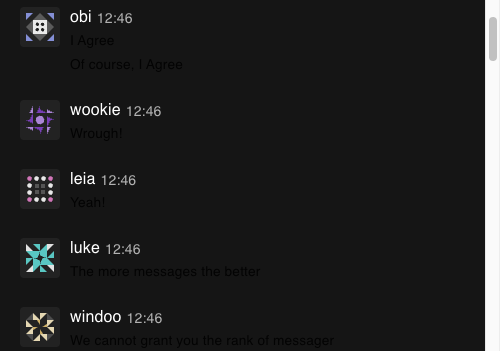 obi 12:46
I Agree
Of course, I Agree
wookie 12:46
Wrough!
leia 12:46
Yeah!
luke 12:46
The more messages the better
windoo 12:46
We cannot grant you the rank of messager